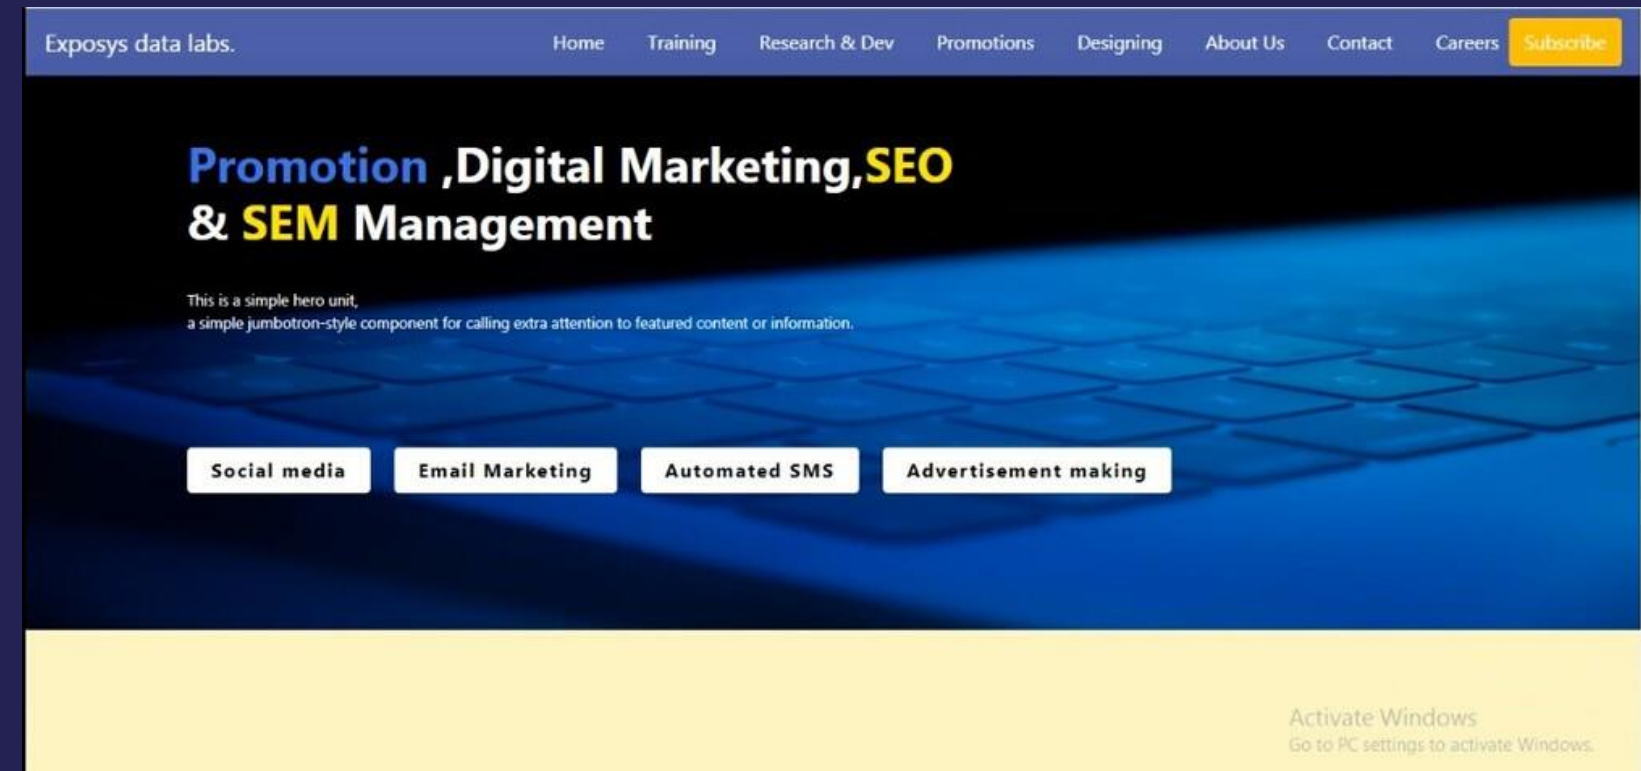 Exposys data labs. Home Training Research & Dev Promotions Designing About Us Contact Careers Subscribe
Promotion ,Digital Marketing,SEO
& SEM Management
This is a simple hero unit,
a simple jumbotron-style component for calling extra attention to featured content or information.
Social media Email Marketing Automated SMS Advertisement making
Activate Windows
Go to PC settings to activate Windows.